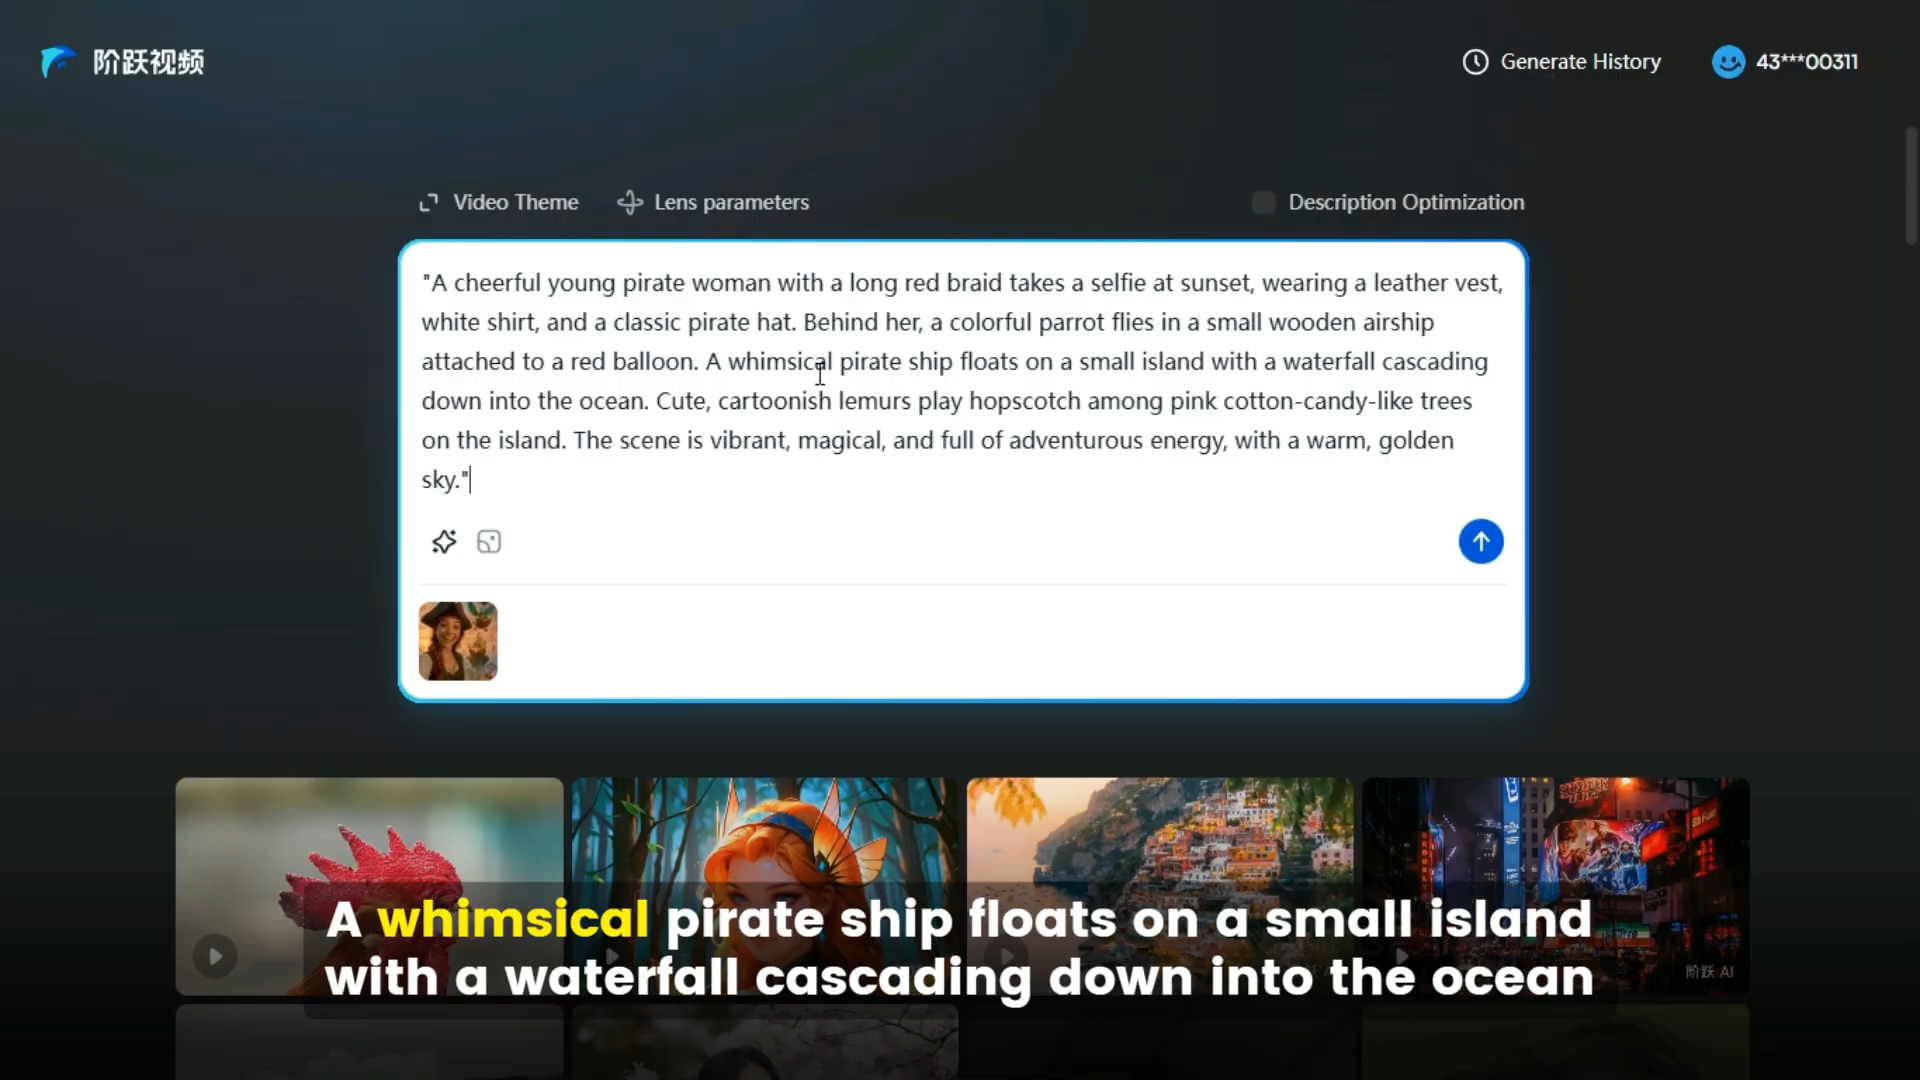 阶跃视频
Generate History
43***00311
Video Theme
Lens parameters
Description Optimization
"A cheerful young pirate woman with a long red braid takes a selfie at sunset, wearing a leather vest,
white shirt, and a classic pirate hat. Behind her, a colorful parrot flies in a small wooden airship
attached to a red balloon. A whimsical pirate ship floats on a small island with a waterfall cascading
down into the ocean. Cute, cartoonish lemurs play hopscotch among pink cotton-candy-like trees
on the island. The scene is vibrant, magical, and full of adventurous energy, with a warm, golden
sky."
A whimsical pirate ship floats on a small island
with a waterfall cascading down into the ocean
阶跃 AI